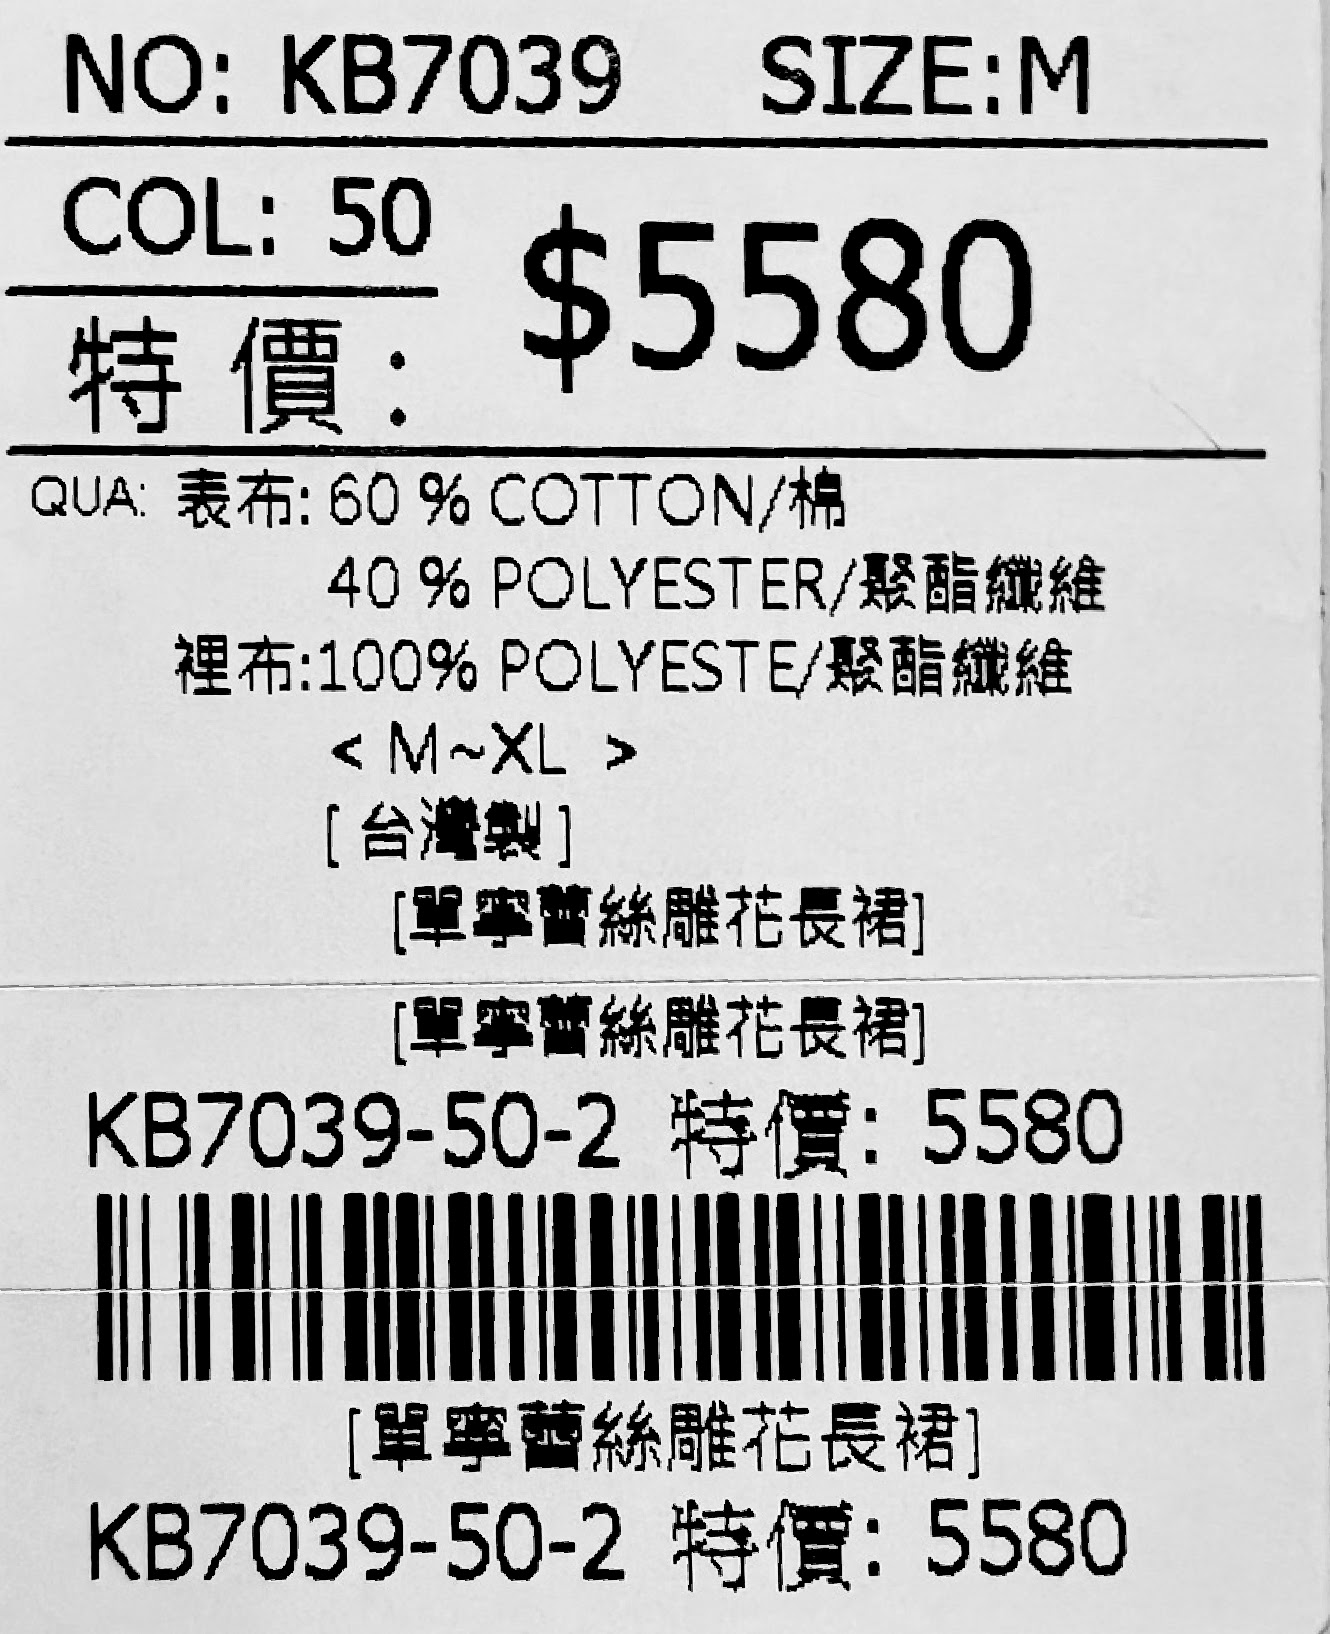 NO: KB7039 SIZE:M
COL: 50
$5580
特價:
QUA: 表布: 60 % COTTON/棉
40 % POLYESTER/聚酯纖維
裡布:100% POLYESTE/聚酯纖維
< M~XL >
[ 台灣製 ]
[單寧蕾絲雕花長裙]
[單寧蕾絲雕花長裙]
KB7039-50-2 特價: 5580
[單寧蕾絲雕花長裙]
KB7039-50-2 特價: 5580